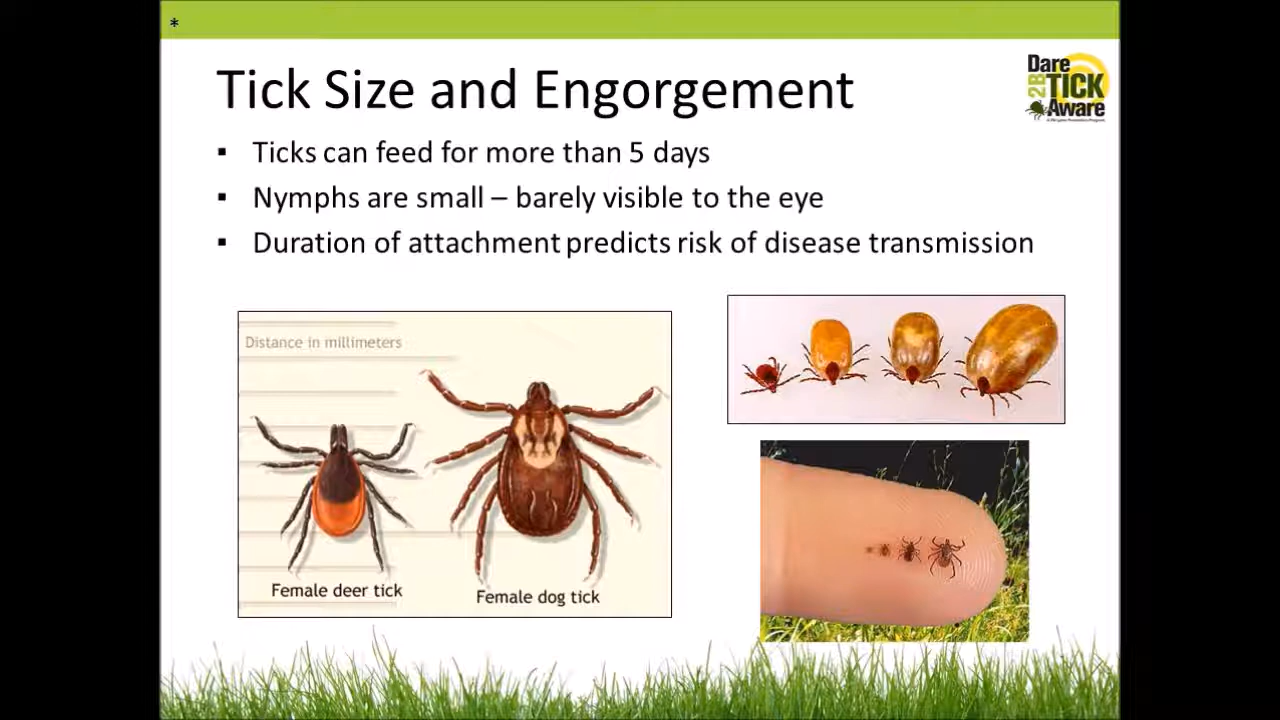 *
Tick Size and Engorgement
Dare
2B TICK
Aware
▪ Ticks can feed for more than 5 days
▪ Nymphs are small – barely visible to the eye
▪ Duration of attachment predicts risk of disease transmission
Distance in millimeters
Female deer tick
Female dog tick